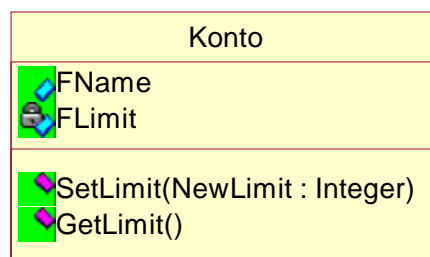 Konto
FName
FLimit
SetLimit(NewLimit : Integer)
GetLimit()